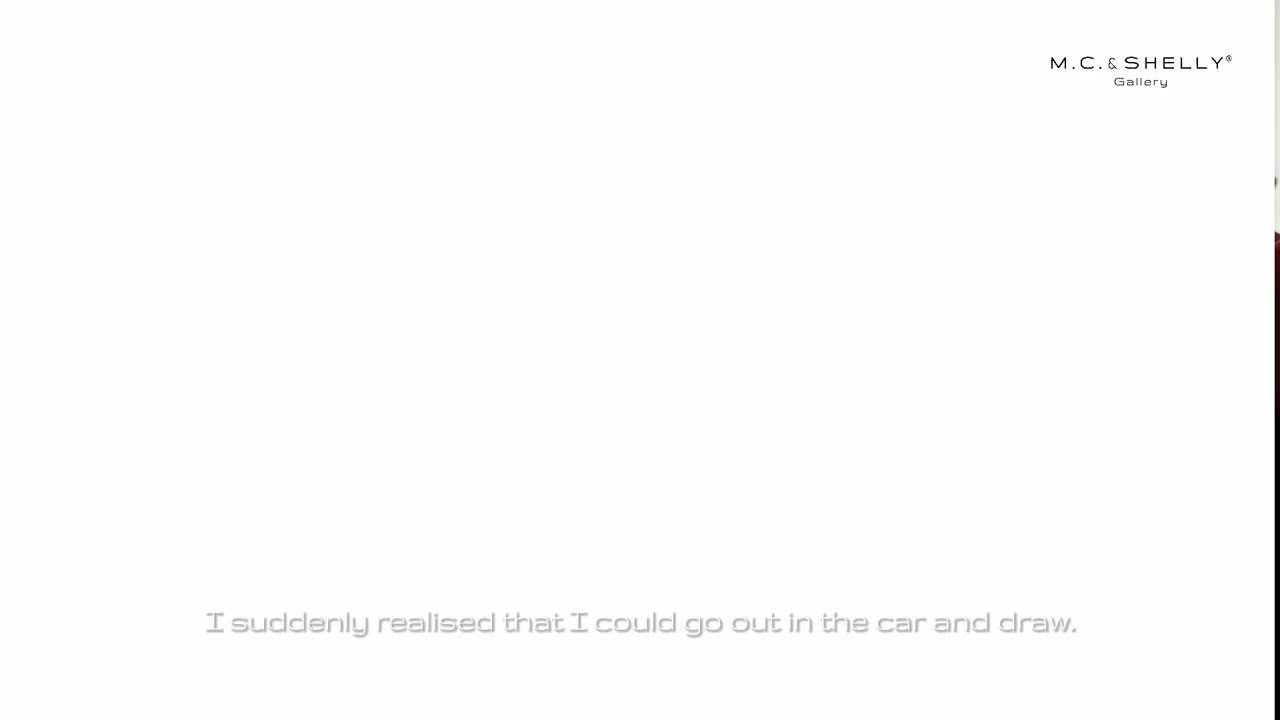 M.C.& SHELLY®
Gallery
I suddenly realised that I could go out in the car and draw.